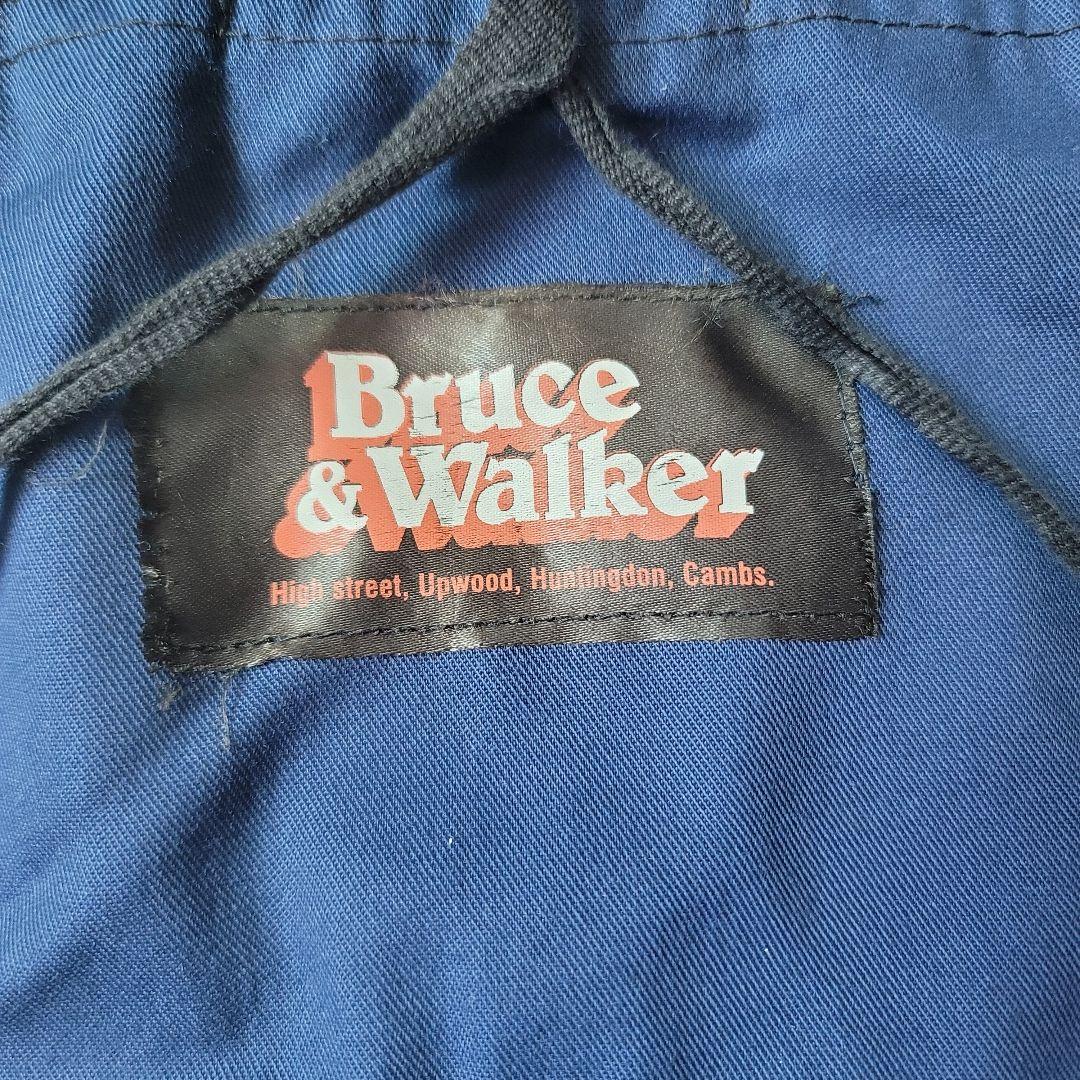 Bruce
& Walker
High street, Upwood, Huntingdon, Cambs.